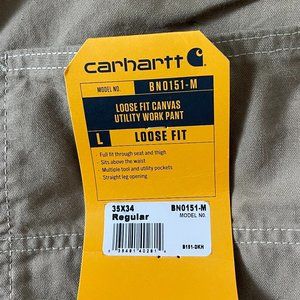 carhartt
MODEL NO. BN0151-M
LOOSE FIT CANVAS
UTILITY WORK PANT
L LOOSE FIT
Full fit through seat and thigh
- Sits above the waist
- Multiple tool and utility pockets
- Straight leg opening
35X34 BN0151-M
Regular MODEL NO.
B151-DKH